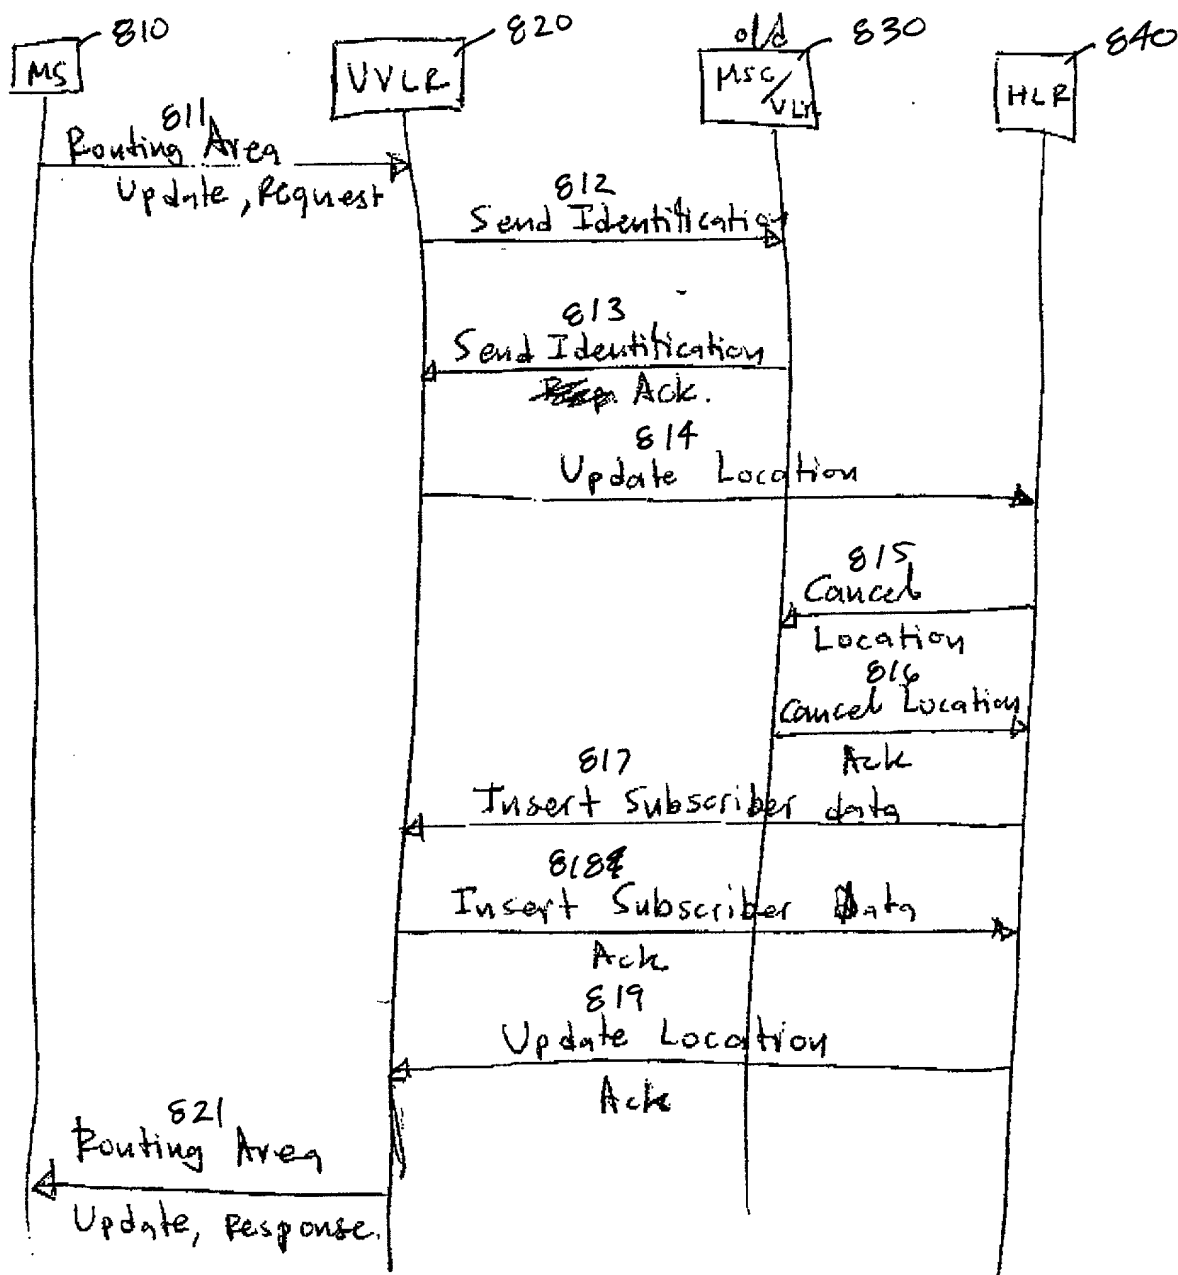 810
820
old
830
840
MS
VVLR
MSC/
VLR
HLR
811
Routing Area
Update, Request
812
Send Identification
813
Send Identification
Ack.
814
Update Location
815
Cancel
Location
816
Cancel Location
Ack
817
Insert Subscriber data
818
Insert Subscriber Data
Ack
819
Update Location
Ack
821
Routing Area
Update, Response.